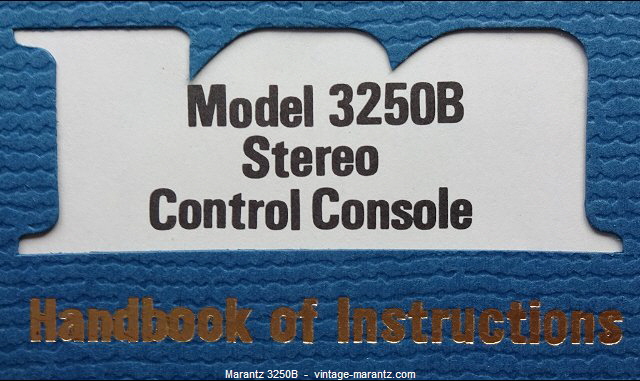 Model 3250B
Stereo
Control Console
Handbook of Instructions
Marantz 3250B - vintage-marantz.com